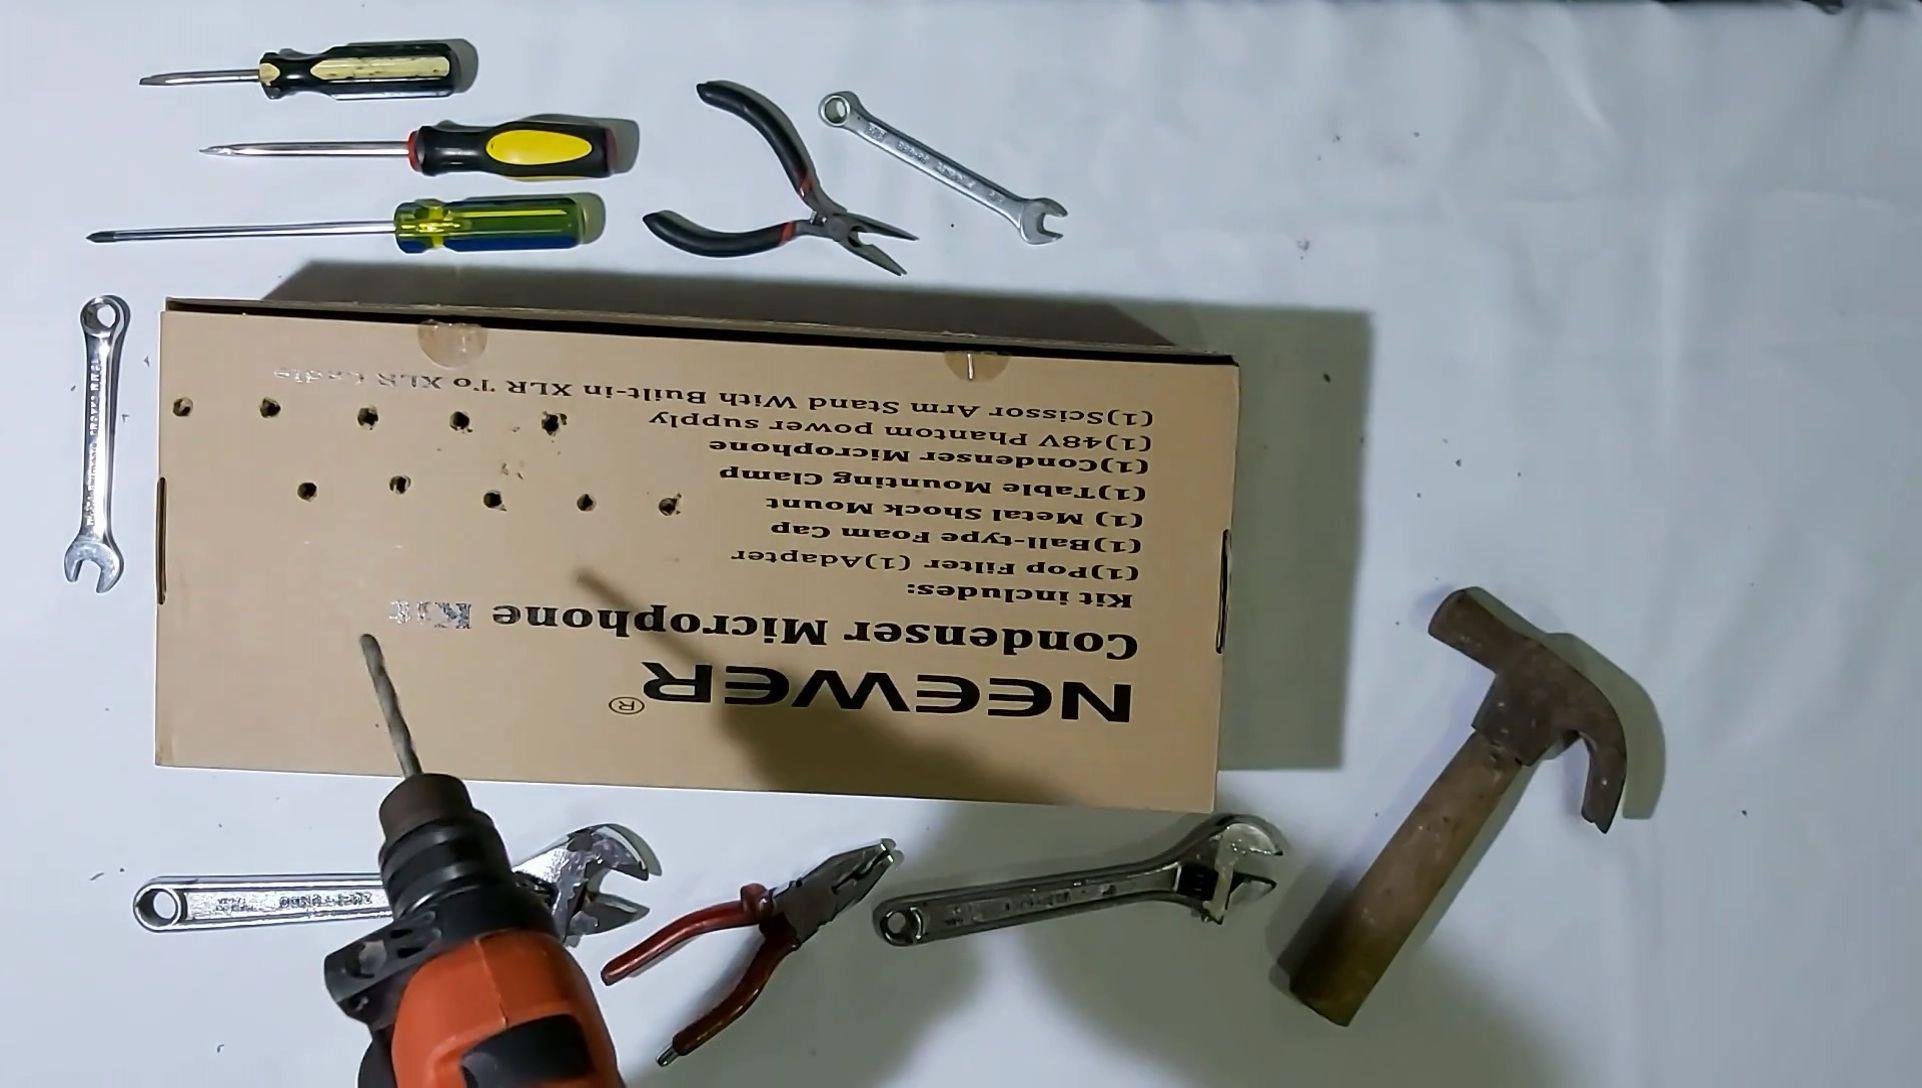 NEEWER®
Condenser Microphone Kit
Kit includes:
(1)Pop Filter (1)Adapter
(1)Ball-type Foam Cap
(1) Metal Shock Mount
(1)Table Mounting Clamp
(1)Condenser Microphone
(1)48V Phantom power supply
(1)Scissor Arm Stand With Built-in XLR To XLR Cable